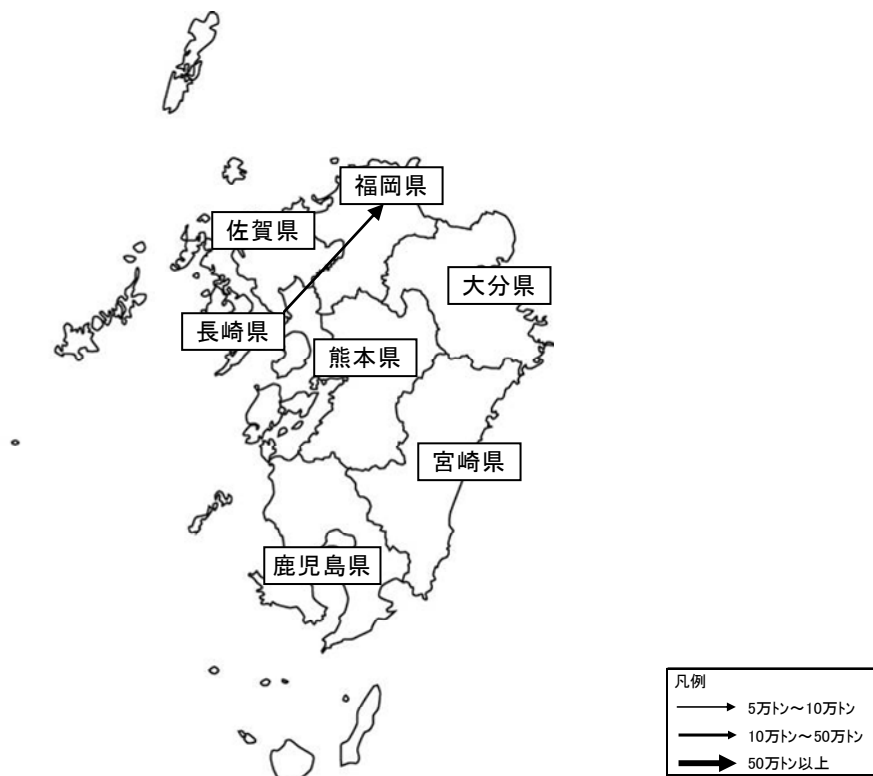 福岡県
佐賀県
大分県
長崎県
熊本県
宮崎県
鹿児島県
凡例
5万トン～10万トン
10万トン～50万トン
50万トン以上